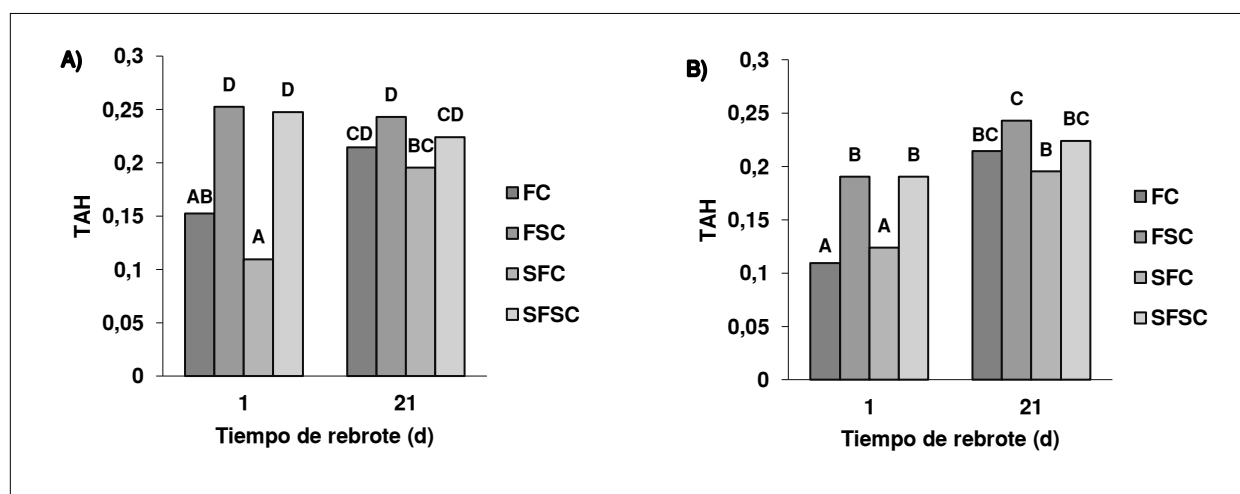 A)
0,3
0,25
0,2
0,15
0,1
0,05
0
TAH
AB
D
A
D
CD
D
BC
CD
1
21
Tiempo de rebrote (d)
FC
FSC
SFC
SFSC
B)
0,3
0,25
0,2
0,15
0,1
0,05
0
TAH
A
B
A
B
BC
C
B
BC
1
21
Tiempo de rebrote (d)
FC
FSC
SFC
SFSC